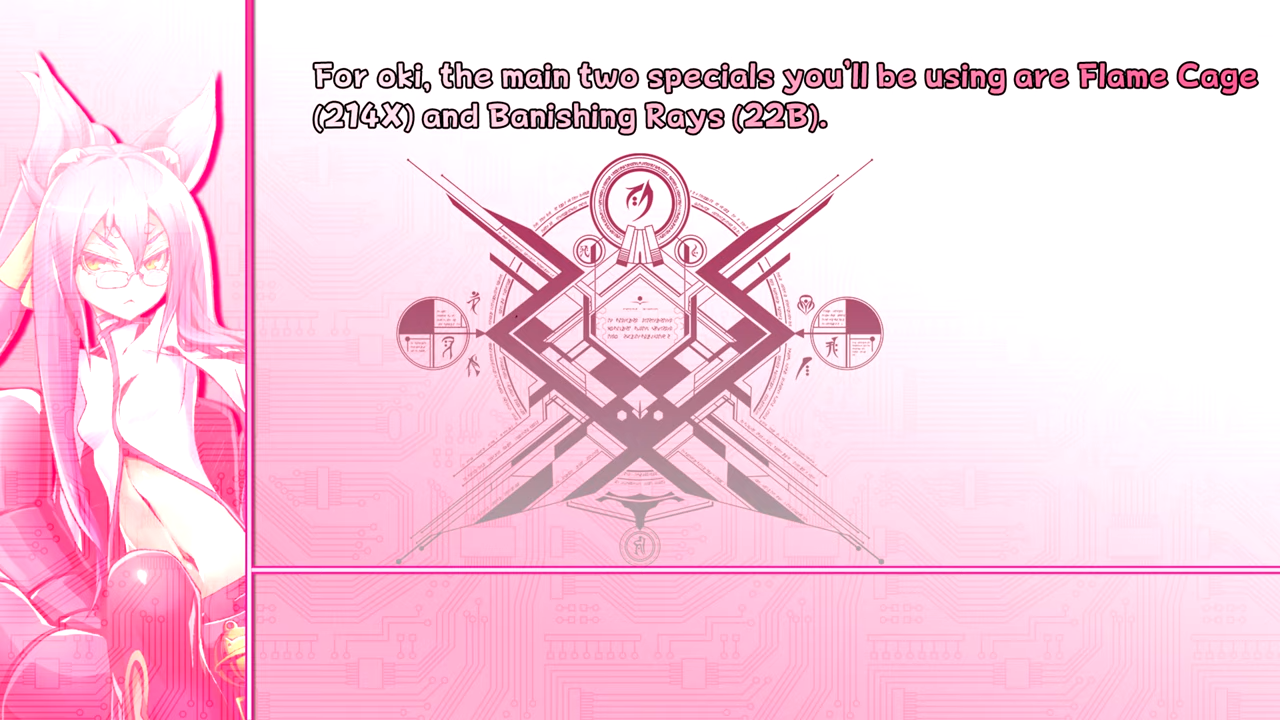 For oki, the main two specials you'll be using are Flame Cage
(214X) and Banishing Rays (22B).